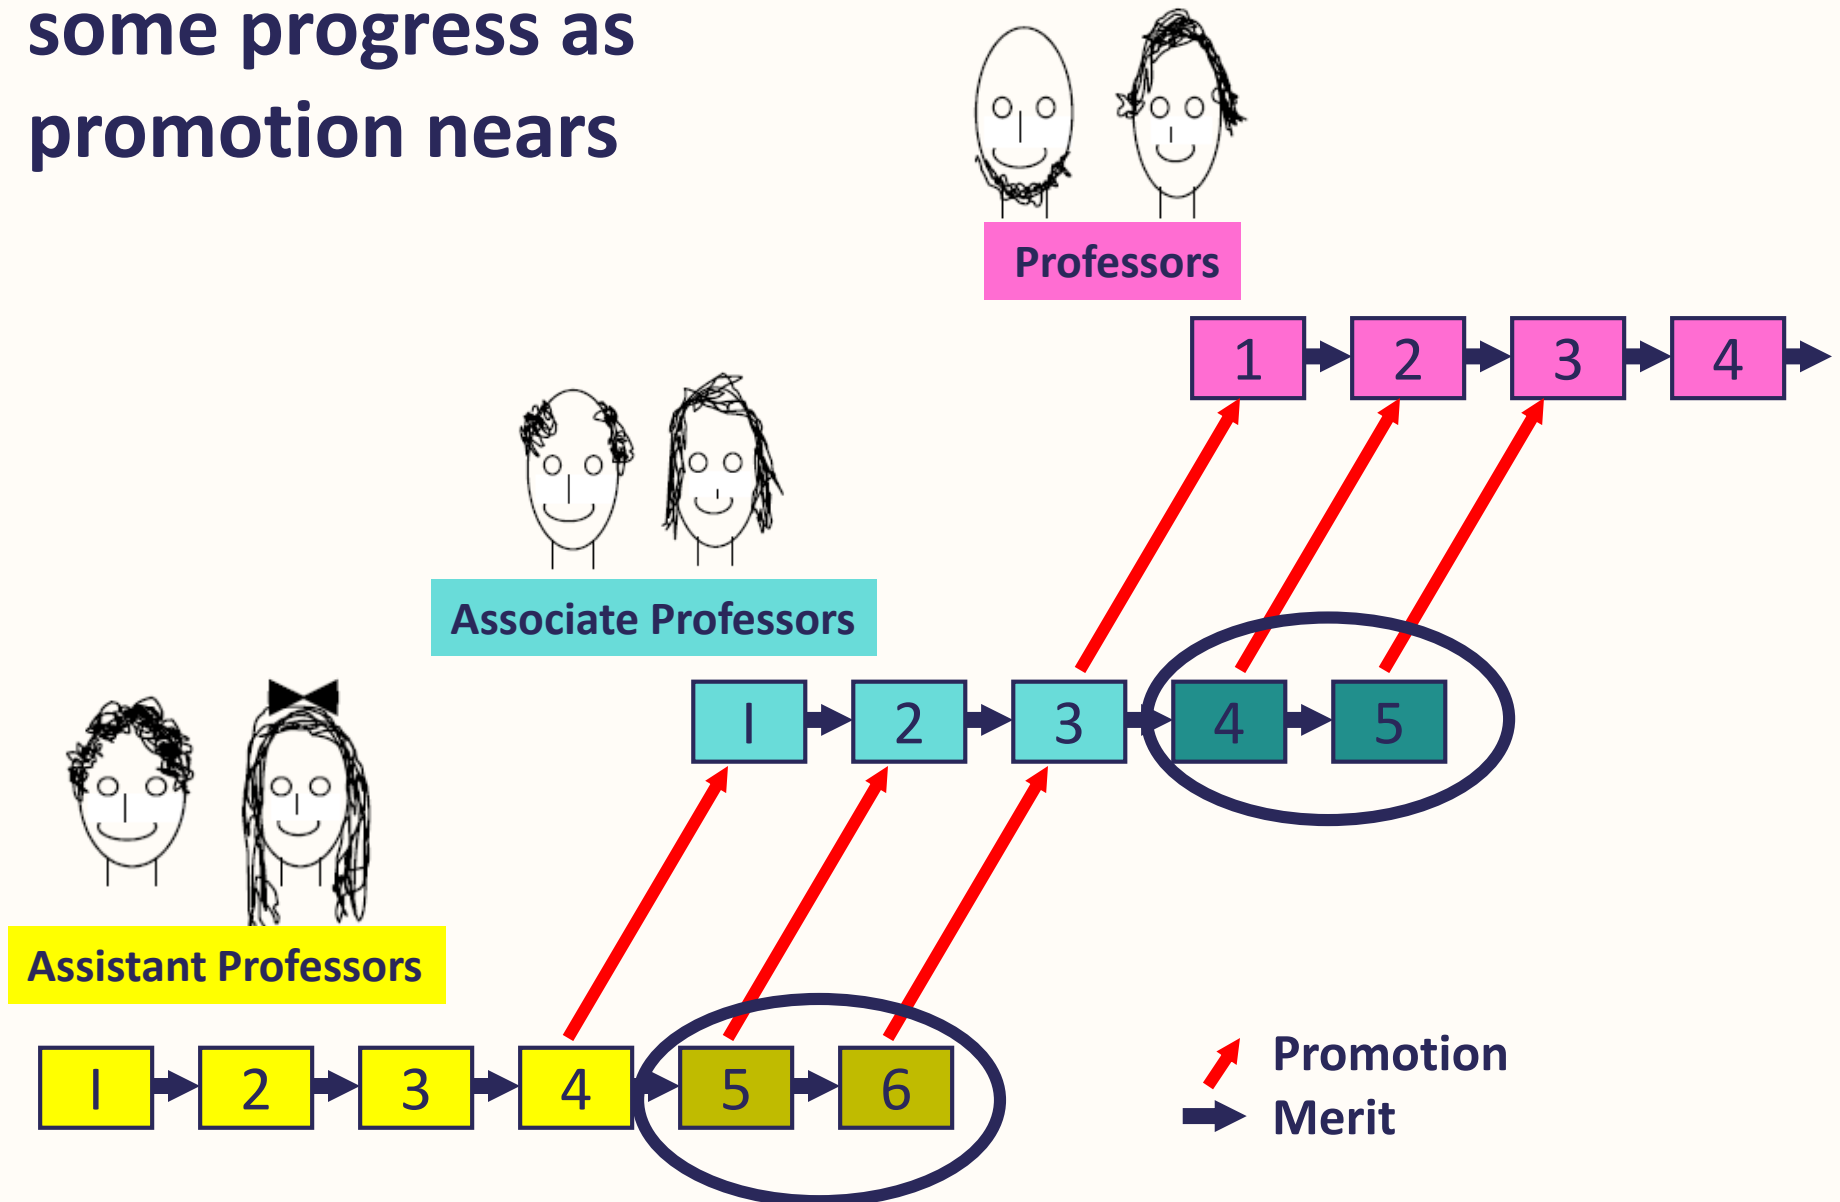 some progress as
promotion nears
Professors
1 2 3 4
Associate Professors
I 2 3 4 5
Assistant Professors
I 2 3 4 5 6
Promotion
Merit